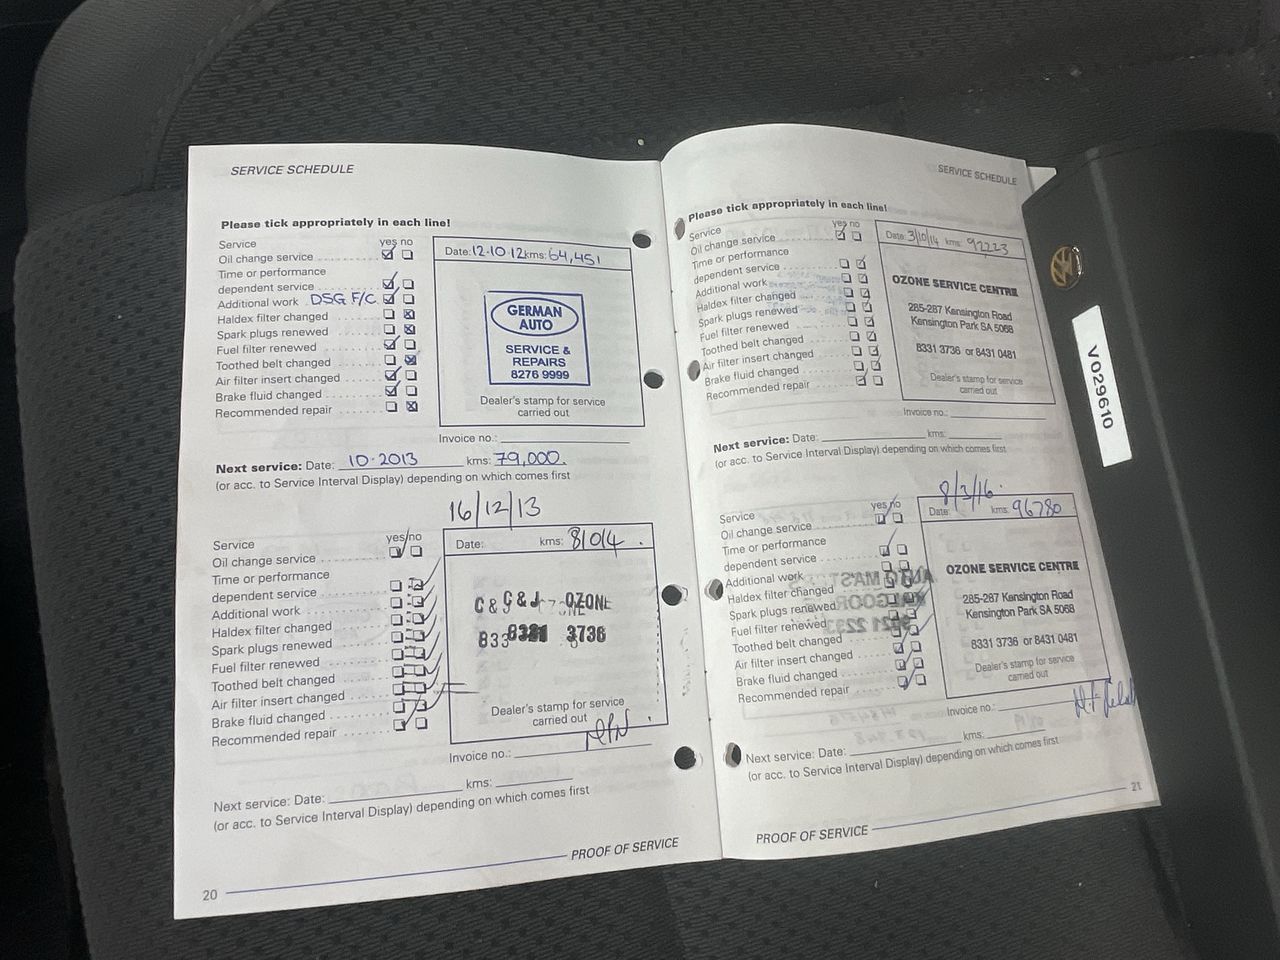 SERVICE SCHEDULE
Please tick appropriately in each line!
Service yes no
Oil change service
Time or performance
dependent service
Additional work DSG F/C
Haldex filter changed
Spark plugs renewed
Fuel filter renewed
Toothed belt changed
Air filter insert changed
Brake fluid changed
Recommended repair
Date: 12·10·12 kms: 64,451
GERMAN
AUTO
SERVICE &
REPAIRS
8276 9999
Dealer's stamp for service
carried out
Invoice no.:
Next service: Date: 10·2013 kms: 79,000.
(or acc. to Service Interval Display) depending on which comes first
16/12/13
Service yes/no
Oil change service
Time or performance
dependent service
Additional work
Haldex filter changed
Spark plugs renewed
Fuel filter renewed
Toothed belt changed
Air filter insert changed
Brake fluid changed
Recommended repair
Date: kms: 81014.
C & J OZONE
3736
Dealer's stamp for service
carried out
Invoice no.:
Next service: Date: kms:
(or acc. to Service Interval Display) depending on which comes first
PROOF OF SERVICE
20
SERVICE SCHEDULE
Please tick appropriately in each line!
Service yes no
Oil change service
Time or performance
dependent service
Additional work
Haldex filter changed
Spark plugs renewed
Fuel filter renewed
Toothed belt changed
Air filter insert changed
Brake fluid changed
Recommended repair
Date: 3/10/14 kms: 92223
OZONE SERVICE CENTRE
285-287 Kensington Road
Kensington Park SA 5068
8331 3736 or 8431 0481
Dealer's stamp for service
carried out
Invoice no.:
Next service: Date: kms:
(or acc. to Service Interval Display) depending on which comes first
8/3/16.
Service yes no
Oil change service
Time or performance
dependent service
Additional work
Haldex filter changed
Spark plugs renewed
Fuel filter renewed
Toothed belt changed
Air filter insert changed
Brake fluid changed
Recommended repair
Date: kms: 96780
OZONE SERVICE CENTRE
285-287 Kensington Road
Kensington Park SA 5068
8331 3736 or 8431 0481
Dealer's stamp for service
carried out
Invoice no.:
Next service: Date: kms:
(or acc. to Service Interval Display) depending on which comes first
21
PROOF OF SERVICE
V029610